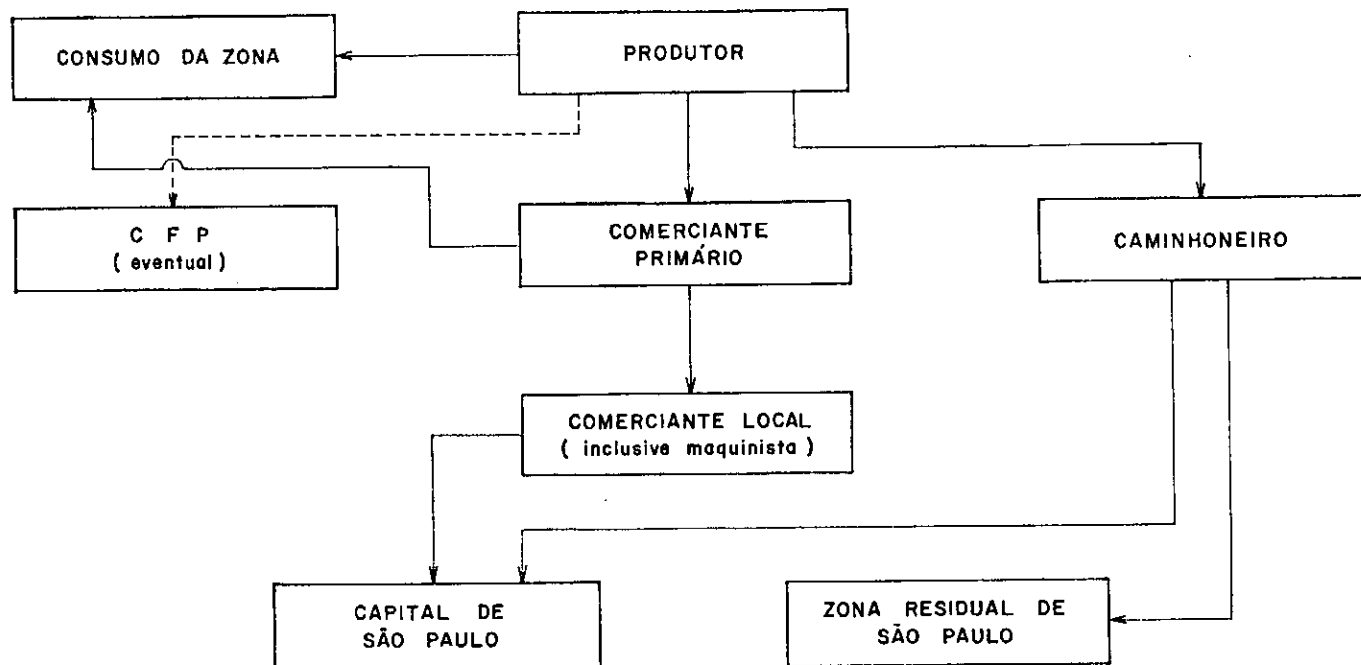 CONSUMO DA ZONA
PRODUTOR
C F P
( eventual )
COMERCIANTE
PRIMÁRIO
CAMINHONEIRO
COMERCIANTE LOCAL
( inclusive maquinista )
CAPITAL DE
SÃO PAULO
ZONA RESIDUAL DE
SÃO PAULO